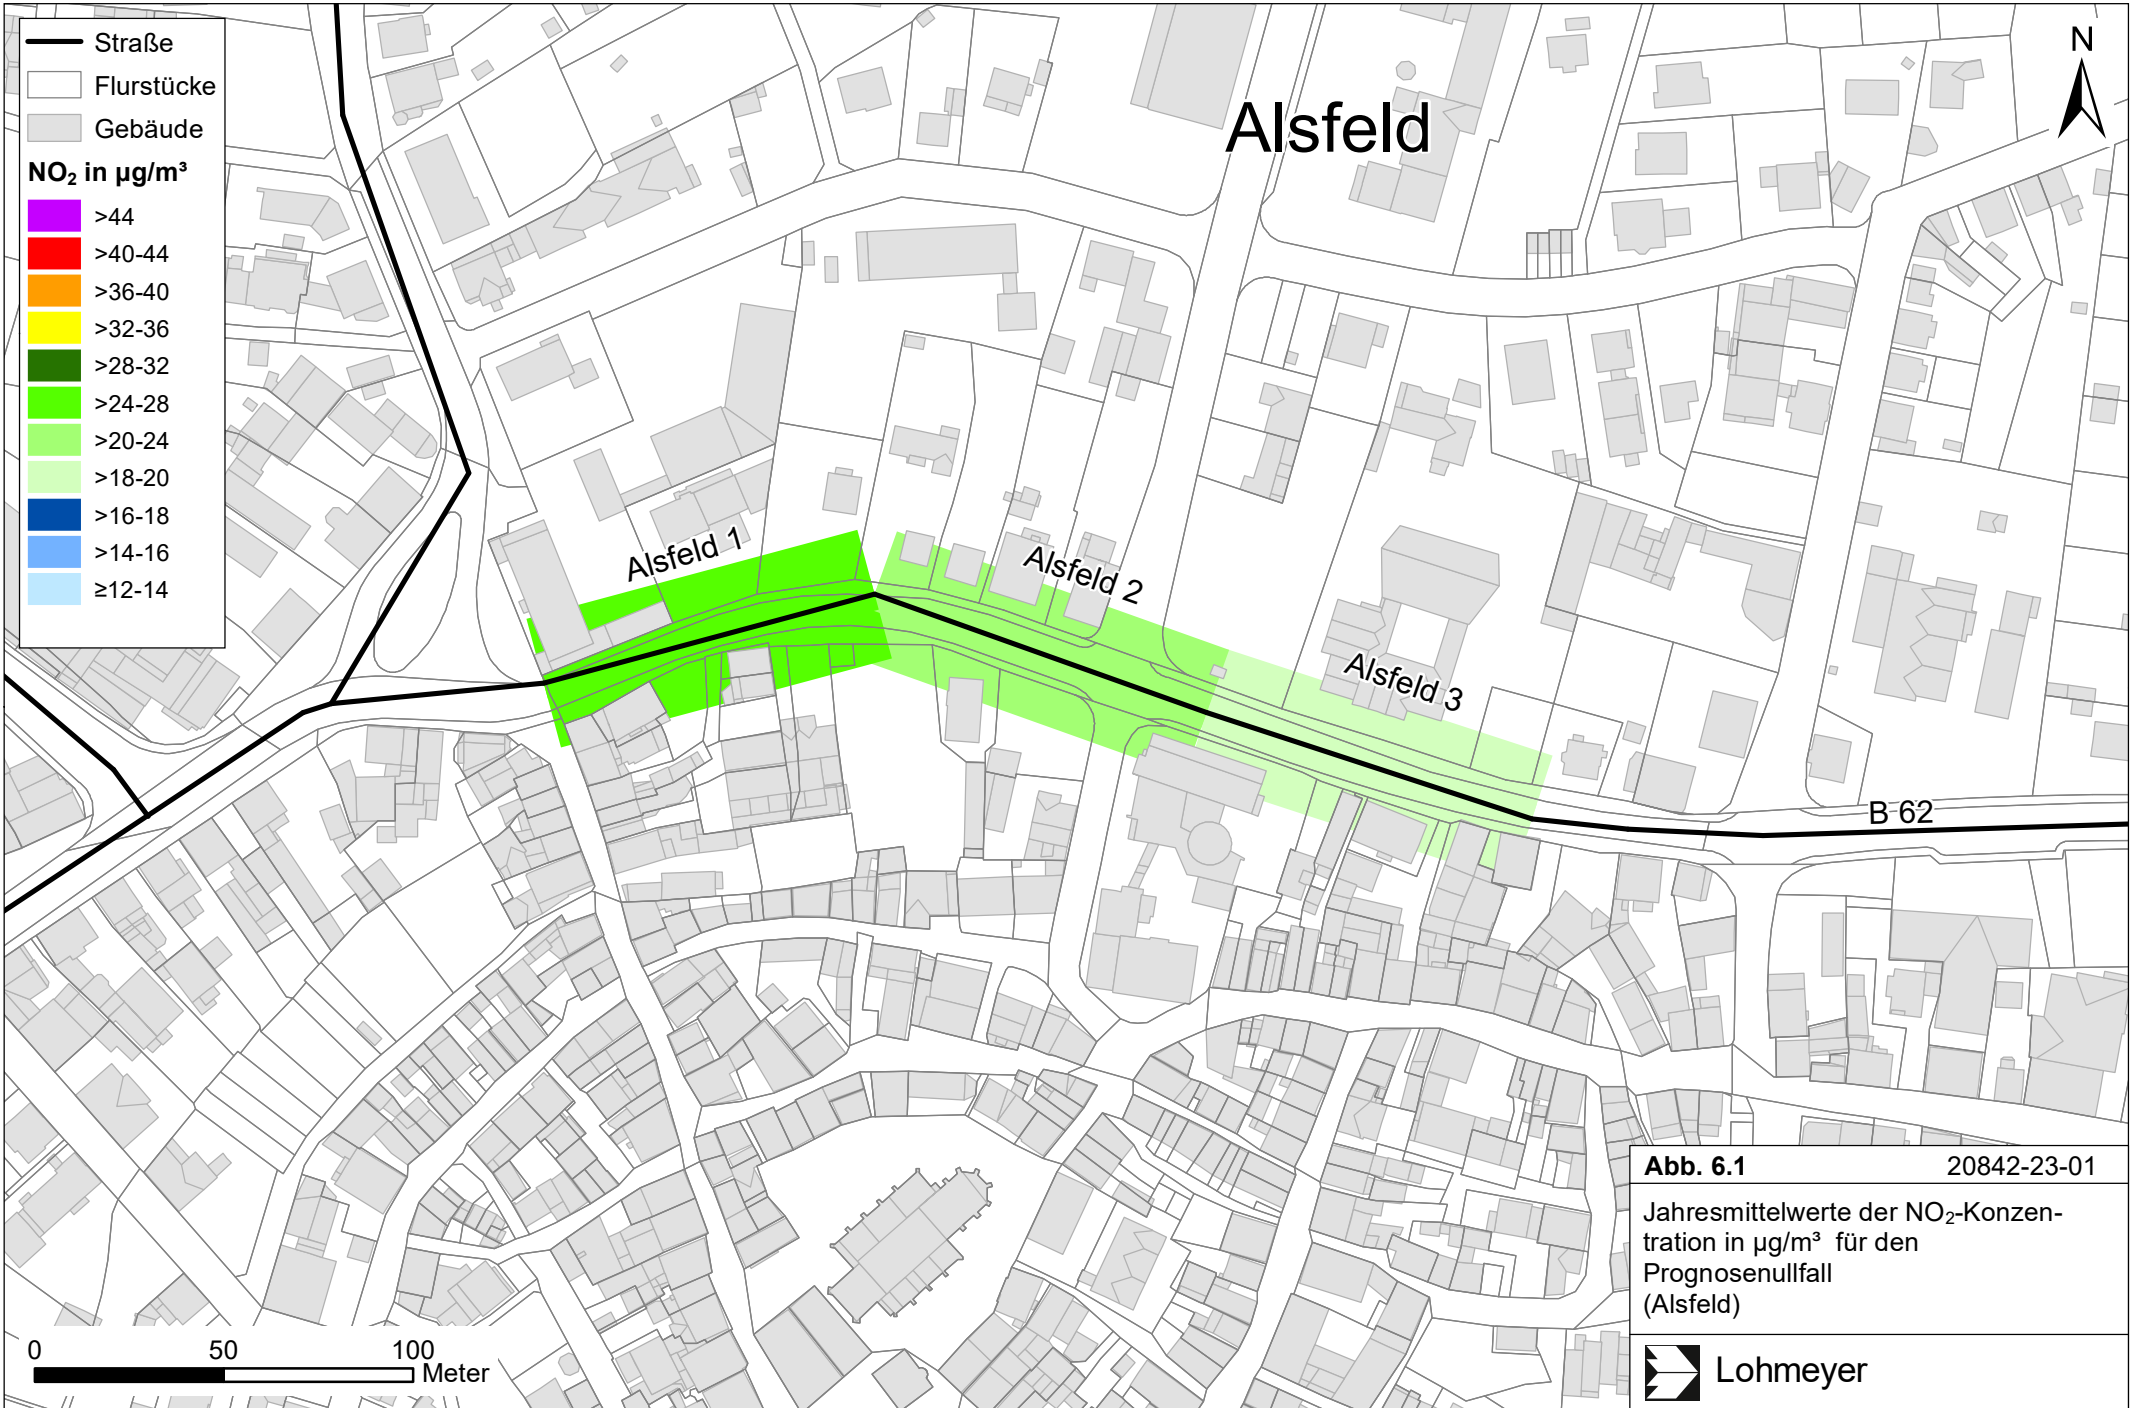 Straße
Flurstücke
Gebäude
NO₂ in µg/m³
>44
>40-44
>36-40
>32-36
>28-32
>24-28
>20-24
>18-20
>16-18
>14-16
≥12-14
Alsfeld
N
Alsfeld 1
Alsfeld 2
Alsfeld 3
B 62
0 50 100
Meter
Abb. 6.1 20842-23-01
Jahresmittelwerte der NO₂-Konzen-
tration in µg/m³ für den
Prognosenullfall
(Alsfeld)
Lohmeyer